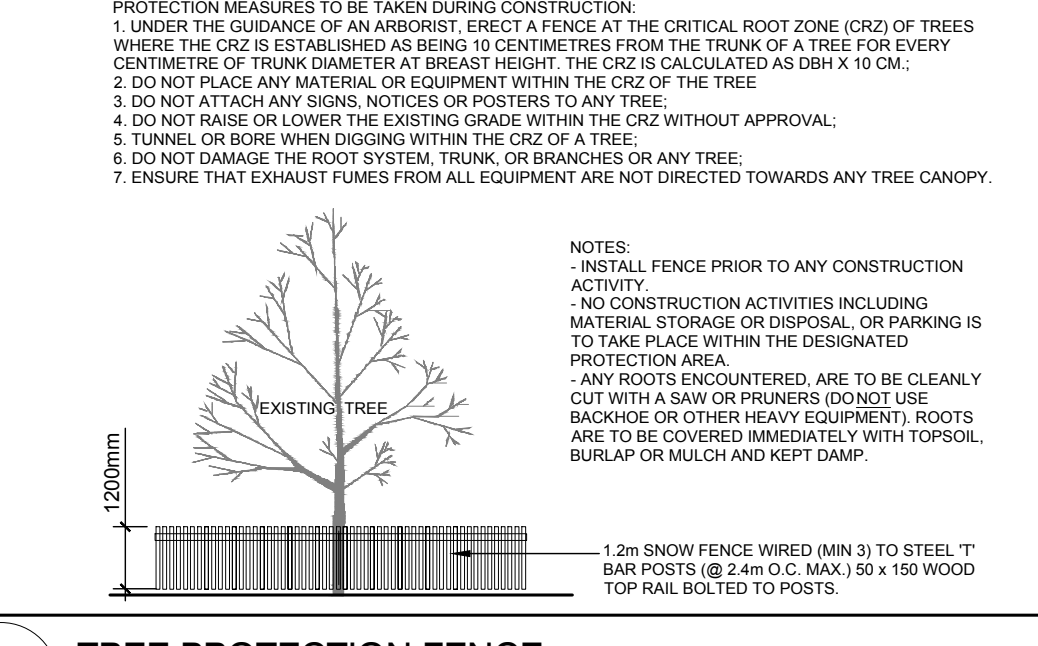 PROTECTION MEASURES TO BE TAKEN DURING CONSTRUCTION:
1. UNDER THE GUIDANCE OF AN ARBORIST, ERECT A FENCE AT THE CRITICAL ROOT ZONE (CRZ) OF TREES
WHERE THE CRZ IS ESTABLISHED AS BEING 10 CENTIMETRES FROM THE TRUNK OF A TREE FOR EVERY
CENTIMETRE OF TRUNK DIAMETER AT BREAST HEIGHT. THE CRZ IS CALCULATED AS DBH X 10 CM.;
2. DO NOT PLACE ANY MATERIAL OR EQUIPMENT WITHIN THE CRZ OF THE TREE
3. DO NOT ATTACH ANY SIGNS, NOTICES OR POSTERS TO ANY TREE;
4. DO NOT RAISE OR LOWER THE EXISTING GRADE WITHIN THE CRZ WITHOUT APPROVAL;
5. TUNNEL OR BORE WHEN DIGGING WITHIN THE CRZ OF A TREE;
6. DO NOT DAMAGE THE ROOT SYSTEM, TRUNK, OR BRANCHES OR ANY TREE;
7. ENSURE THAT EXHAUST FUMES FROM ALL EQUIPMENT ARE NOT DIRECTED TOWARDS ANY TREE CANOPY.
EXISTING TREE
1200mm
NOTES:
- INSTALL FENCE PRIOR TO ANY CONSTRUCTION
ACTIVITY.
- NO CONSTRUCTION ACTIVITIES INCLUDING
MATERIAL STORAGE OR DISPOSAL, OR PARKING IS
TO TAKE PLACE WITHIN THE DESIGNATED
PROTECTION AREA.
- ANY ROOTS ENCOUNTERED, ARE TO BE CLEANLY
CUT WITH A SAW OR PRUNERS (DO NOT USE
BACKHOE OR OTHER HEAVY EQUIPMENT). ROOTS
ARE TO BE COVERED IMMEDIATELY WITH TOPSOIL,
BURLAP OR MULCH AND KEPT DAMP.
1.2m SNOW FENCE WIRED (MIN 3) TO STEEL 'T'
BAR POSTS (@ 2.4m O.C. MAX.) 50 x 150 WOOD
TOP RAIL BOLTED TO POSTS.
TREE PROTECTION FENCE